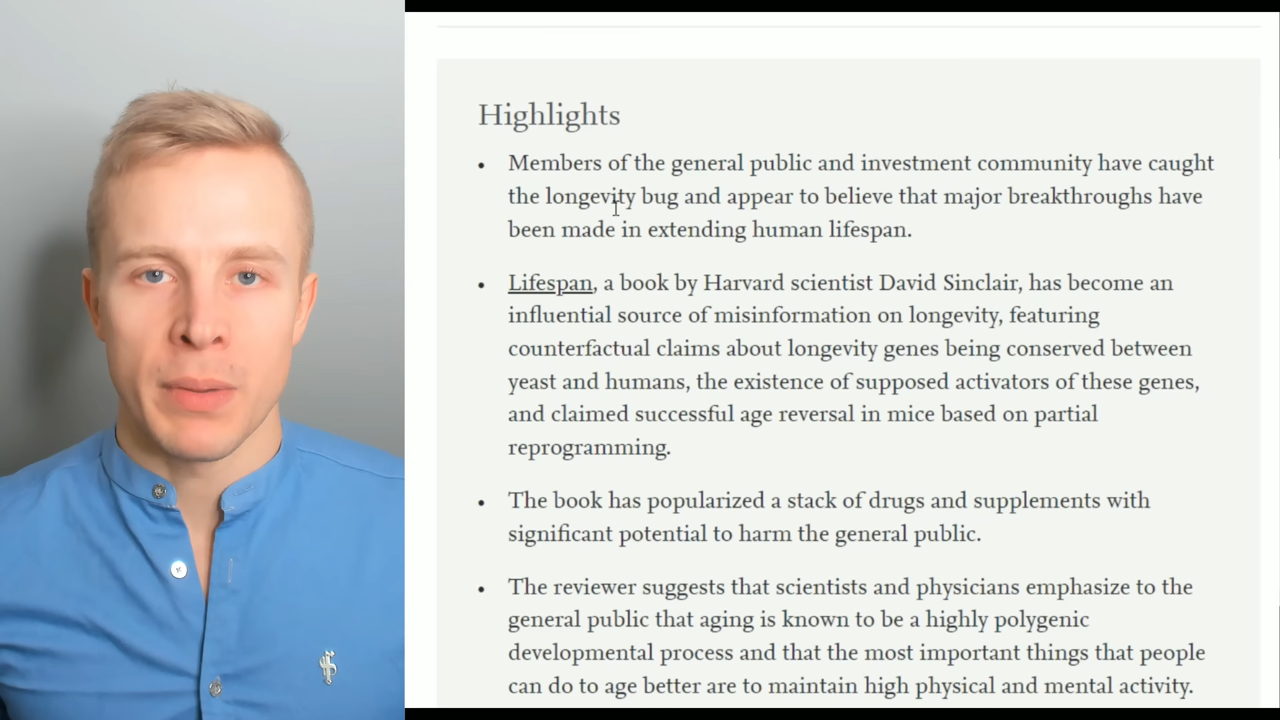 Highlights
• Members of the general public and investment community have caught
the longevity bug and appear to believe that major breakthroughs have
been made in extending human lifespan.
• Lifespan, a book by Harvard scientist David Sinclair, has become an
influential source of misinformation on longevity, featuring
counterfactual claims about longevity genes being conserved between
yeast and humans, the existence of supposed activators of these genes,
and claimed successful age reversal in mice based on partial
reprogramming.
• The book has popularized a stack of drugs and supplements with
significant potential to harm the general public.
• The reviewer suggests that scientists and physicians emphasize to the
general public that aging is known to be a highly polygenic
developmental process and that the most important things that people
can do to age better are to maintain high physical and mental activity.